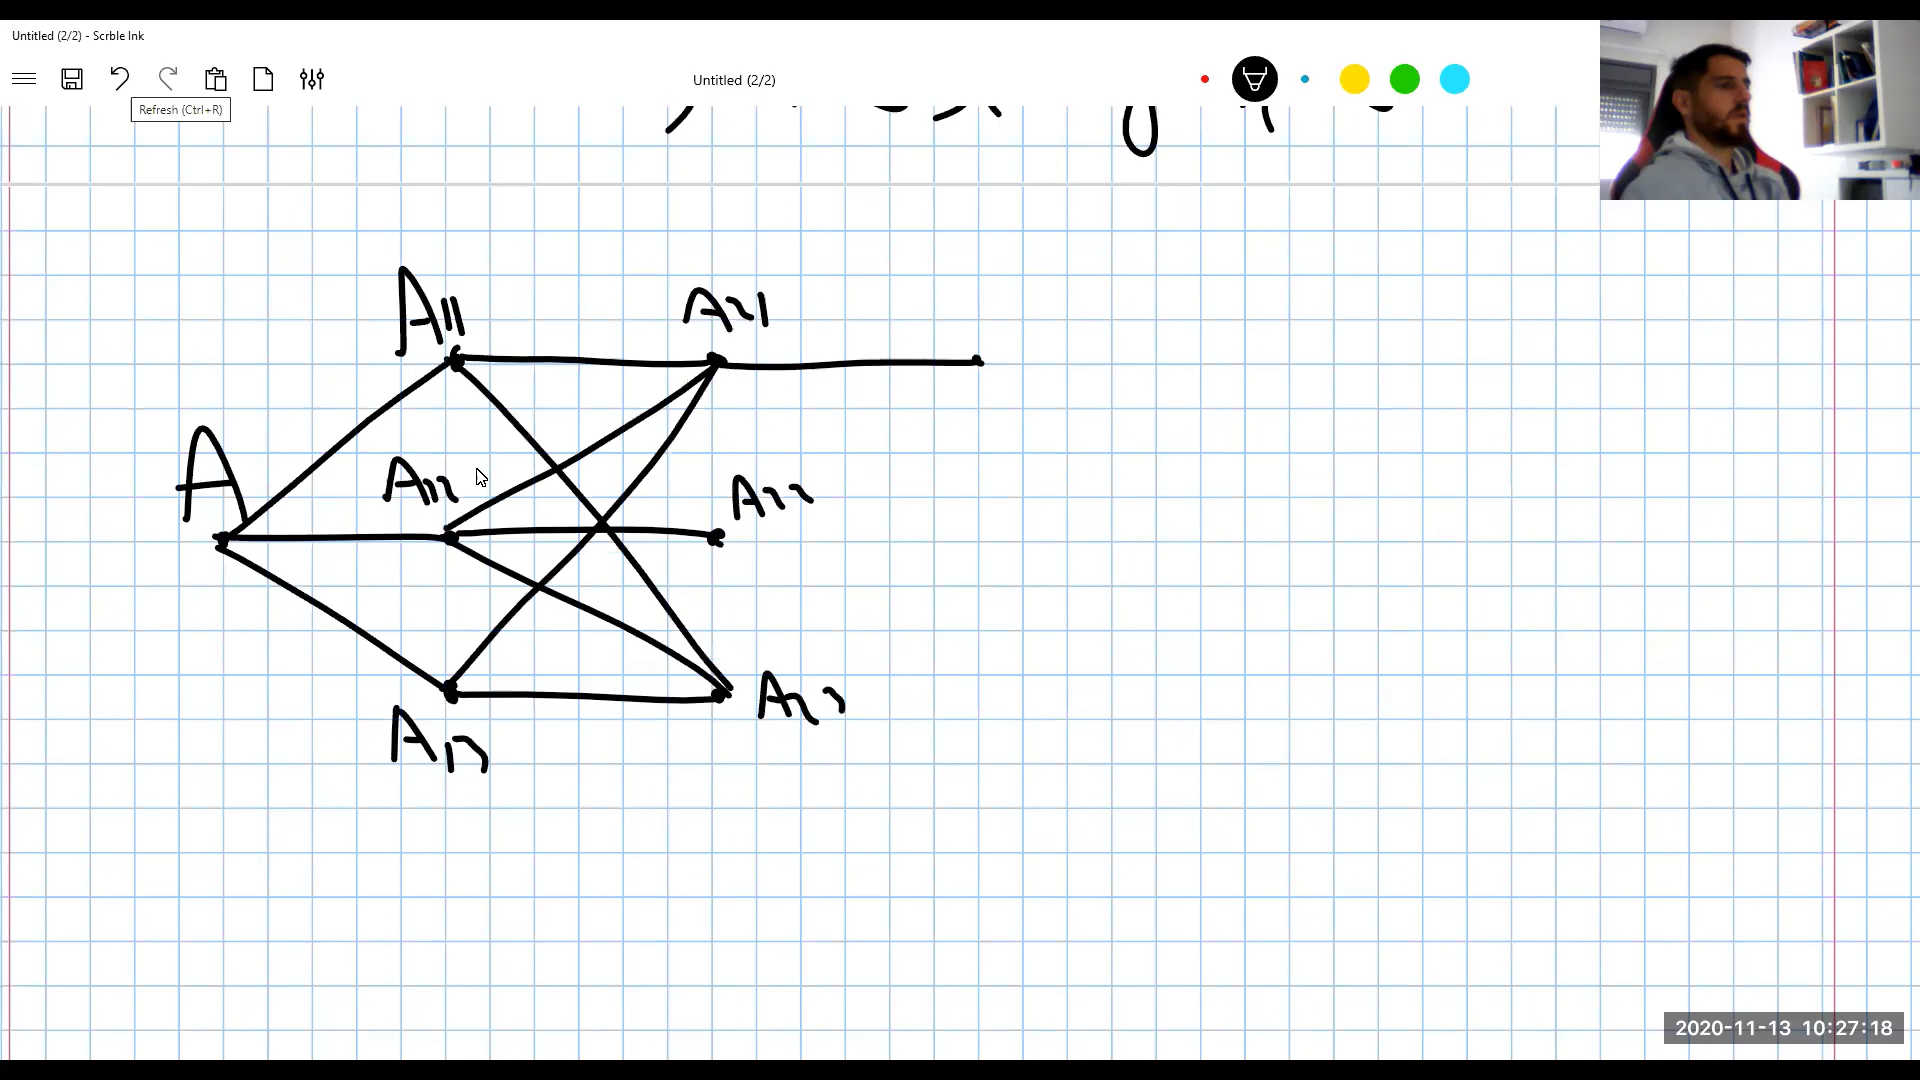 Untitled (2/2) - Scrble Ink
Untitled (2/2)
Refresh (Ctrl+R)
A11
A21
A
A12
A22
A13
A23
2020-11-13 10:27:18